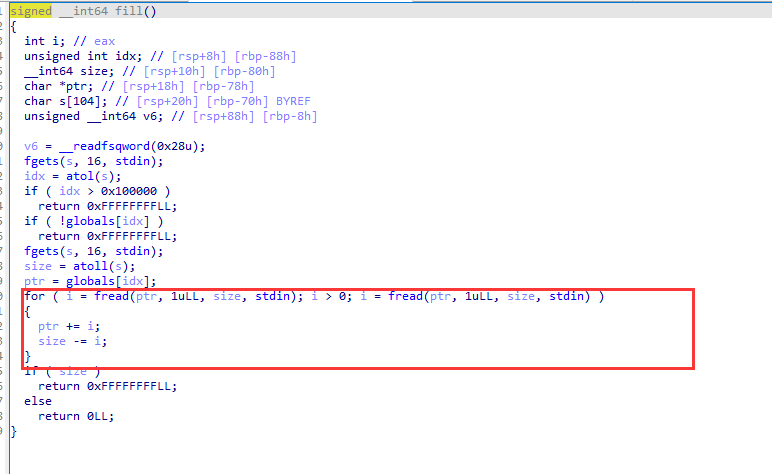 signed __int64 fill()
{
int i; // eax
unsigned int idx; // [rsp+8h] [rbp-88h]
__int64 size; // [rsp+10h] [rbp-80h]
char *ptr; // [rsp+18h] [rbp-78h]
char s[104]; // [rsp+20h] [rbp-70h] BYREF
unsigned __int64 v6; // [rsp+88h] [rbp-8h]
v6 = __readfsqword(0x28u);
fgets(s, 16, stdin);
idx = atol(s);
if ( idx > 0x100000 )
return 0xFFFFFFFFLL;
if ( !globals[idx] )
return 0xFFFFFFFFLL;
fgets(s, 16, stdin);
size = atoll(s);
ptr = globals[idx];
for ( i = fread(ptr, 1uLL, size, stdin); i > 0; i = fread(ptr, 1uLL, size, stdin) )
{
ptr += i;
size -= i;
}
if ( size )
return 0xFFFFFFFFLL;
else
return 0LL;
}